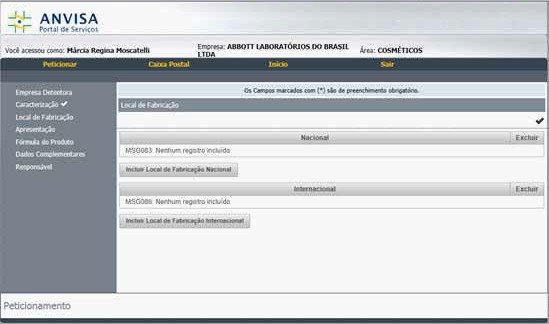 ANVISA
Portal de Serviços
Você acessou como: Márcia Regina Moscatelli
Empresa: ABBOTT LABORATÓRIOS DO BRASIL LTDA
Área: COSMÉTICOS
Peticionar Caixa Postal Início Sair
Empresa Detentora
Caracterização
Local de Fabricação
Apresentação
Fórmula do Produto
Dados Complementares
Responsável
Os Campos marcados com (*) são de preenchimento obrigatório.
Local de Fabricação
Nacional Excluir
MSG083: Nenhum registro incluído
Incluir Local de Fabricação Nacional
Internacional Excluir
MSG086: Nenhum registro incluído
Incluir Local de Fabricação Internacional
Peticionamento